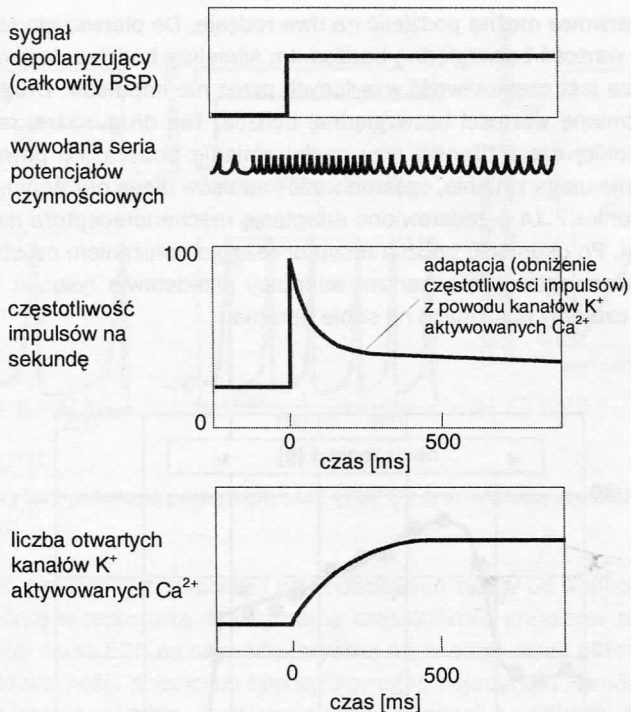 sygnał
depolaryzujący
(całkowity PSP)
wywołana seria
potencjałów
czynnościowych
100
adaptacja (obniżenie
częstotliwości impulsów)
z powodu kanałów K⁺
aktywowanych Ca²⁺
częstotliwość
impulsów na
sekundę
0
0
500
czas [ms]
liczba otwartych
kanałów K⁺
aktywowanych Ca²⁺
0
500
czas [ms]